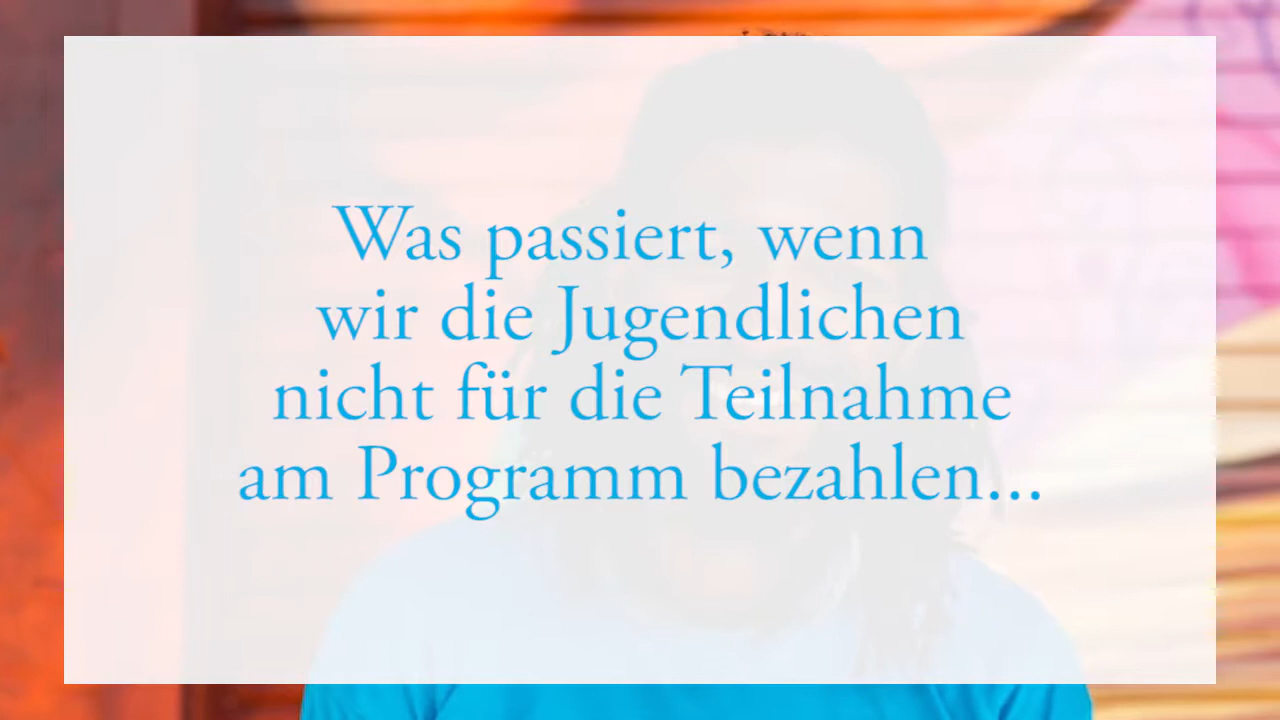 Was passiert, wenn
wir die Jugendlichen
nicht für die Teilnahme
am Programm bezahlen...